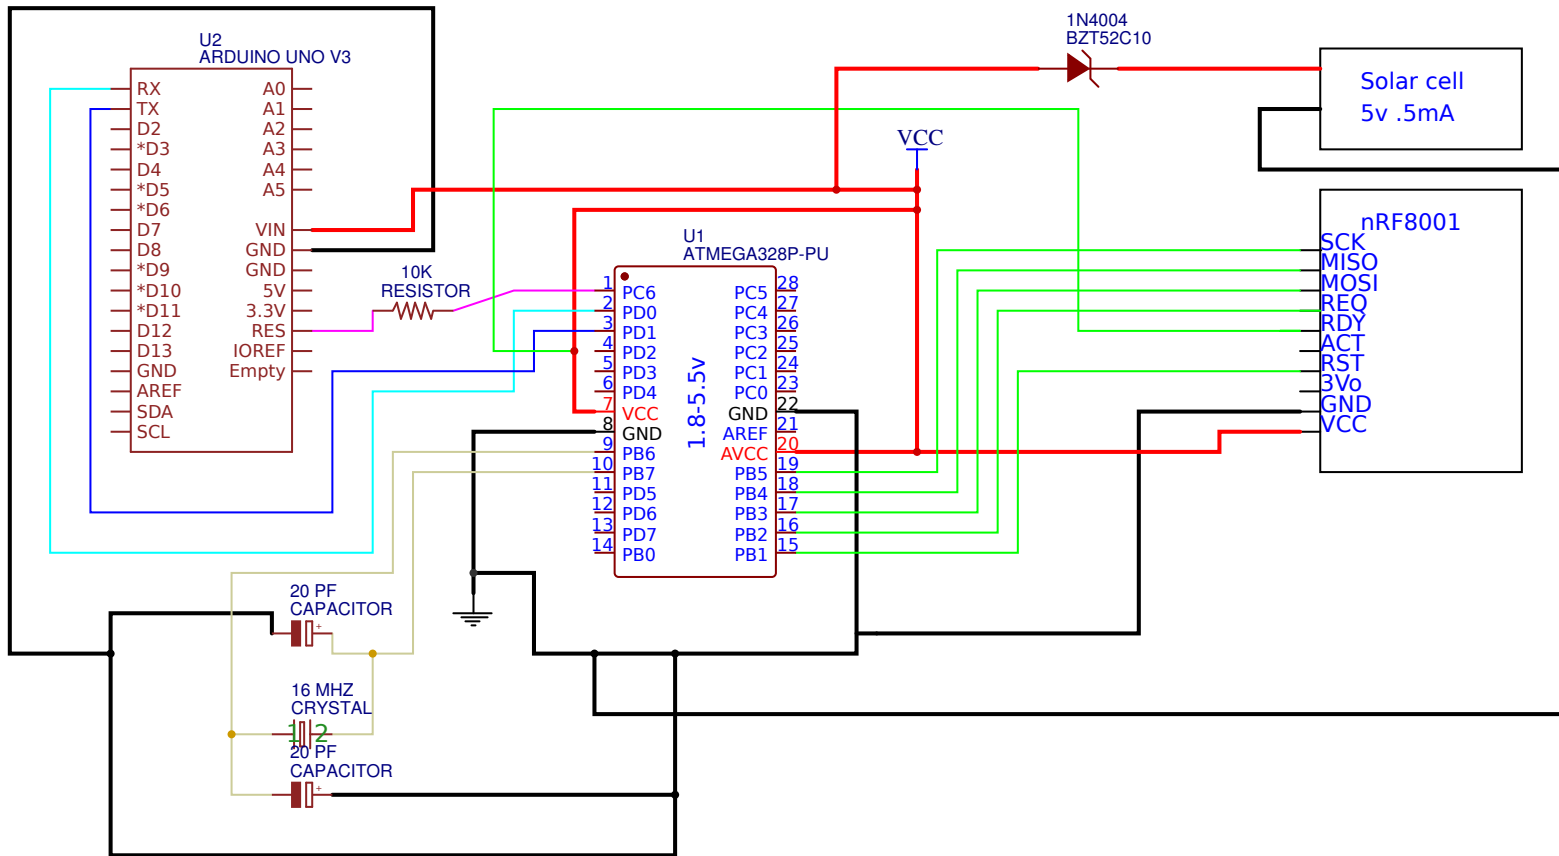 1N4004
BZT52C10
U2
ARDUINO UNO V3
Solar cell
5v .5mA
VCC
RX
TX
D2
*D3
D4
*D5
*D6
D7
D8
*D9
*D10
*D11
D12
D13
GND
AREF
SDA
SCL
A0
A1
A2
A3
A4
A5
VIN
GND
GND
5V
3.3V
RES
IOREF
Empty
10K
RESISTOR
U1
ATMEGA328P-PU
1 PC6
2 PD0
3 PD1
4 PD2
5 PD3
6 PD4
7 VCC
8 GND
9 PB6
10 PB7
11 PD5
12 PD6
13 PD7
14 PB0
1.8-5.5v
PC5 28
PC4 27
PC3 26
PC2 25
PC1 24
PC0 23
GND 22
AREF 21
AVCC 20
PB5 19
PB4 18
PB3 17
PB2 16
PB1 15
nRF8001
SCK
MISO
MOSI
REQ
RDY
ACT
RST
3Vo
GND
VCC
20 PF
CAPACITOR
+
16 MHZ
CRYSTAL
1 2
20 PF
CAPACITOR
+